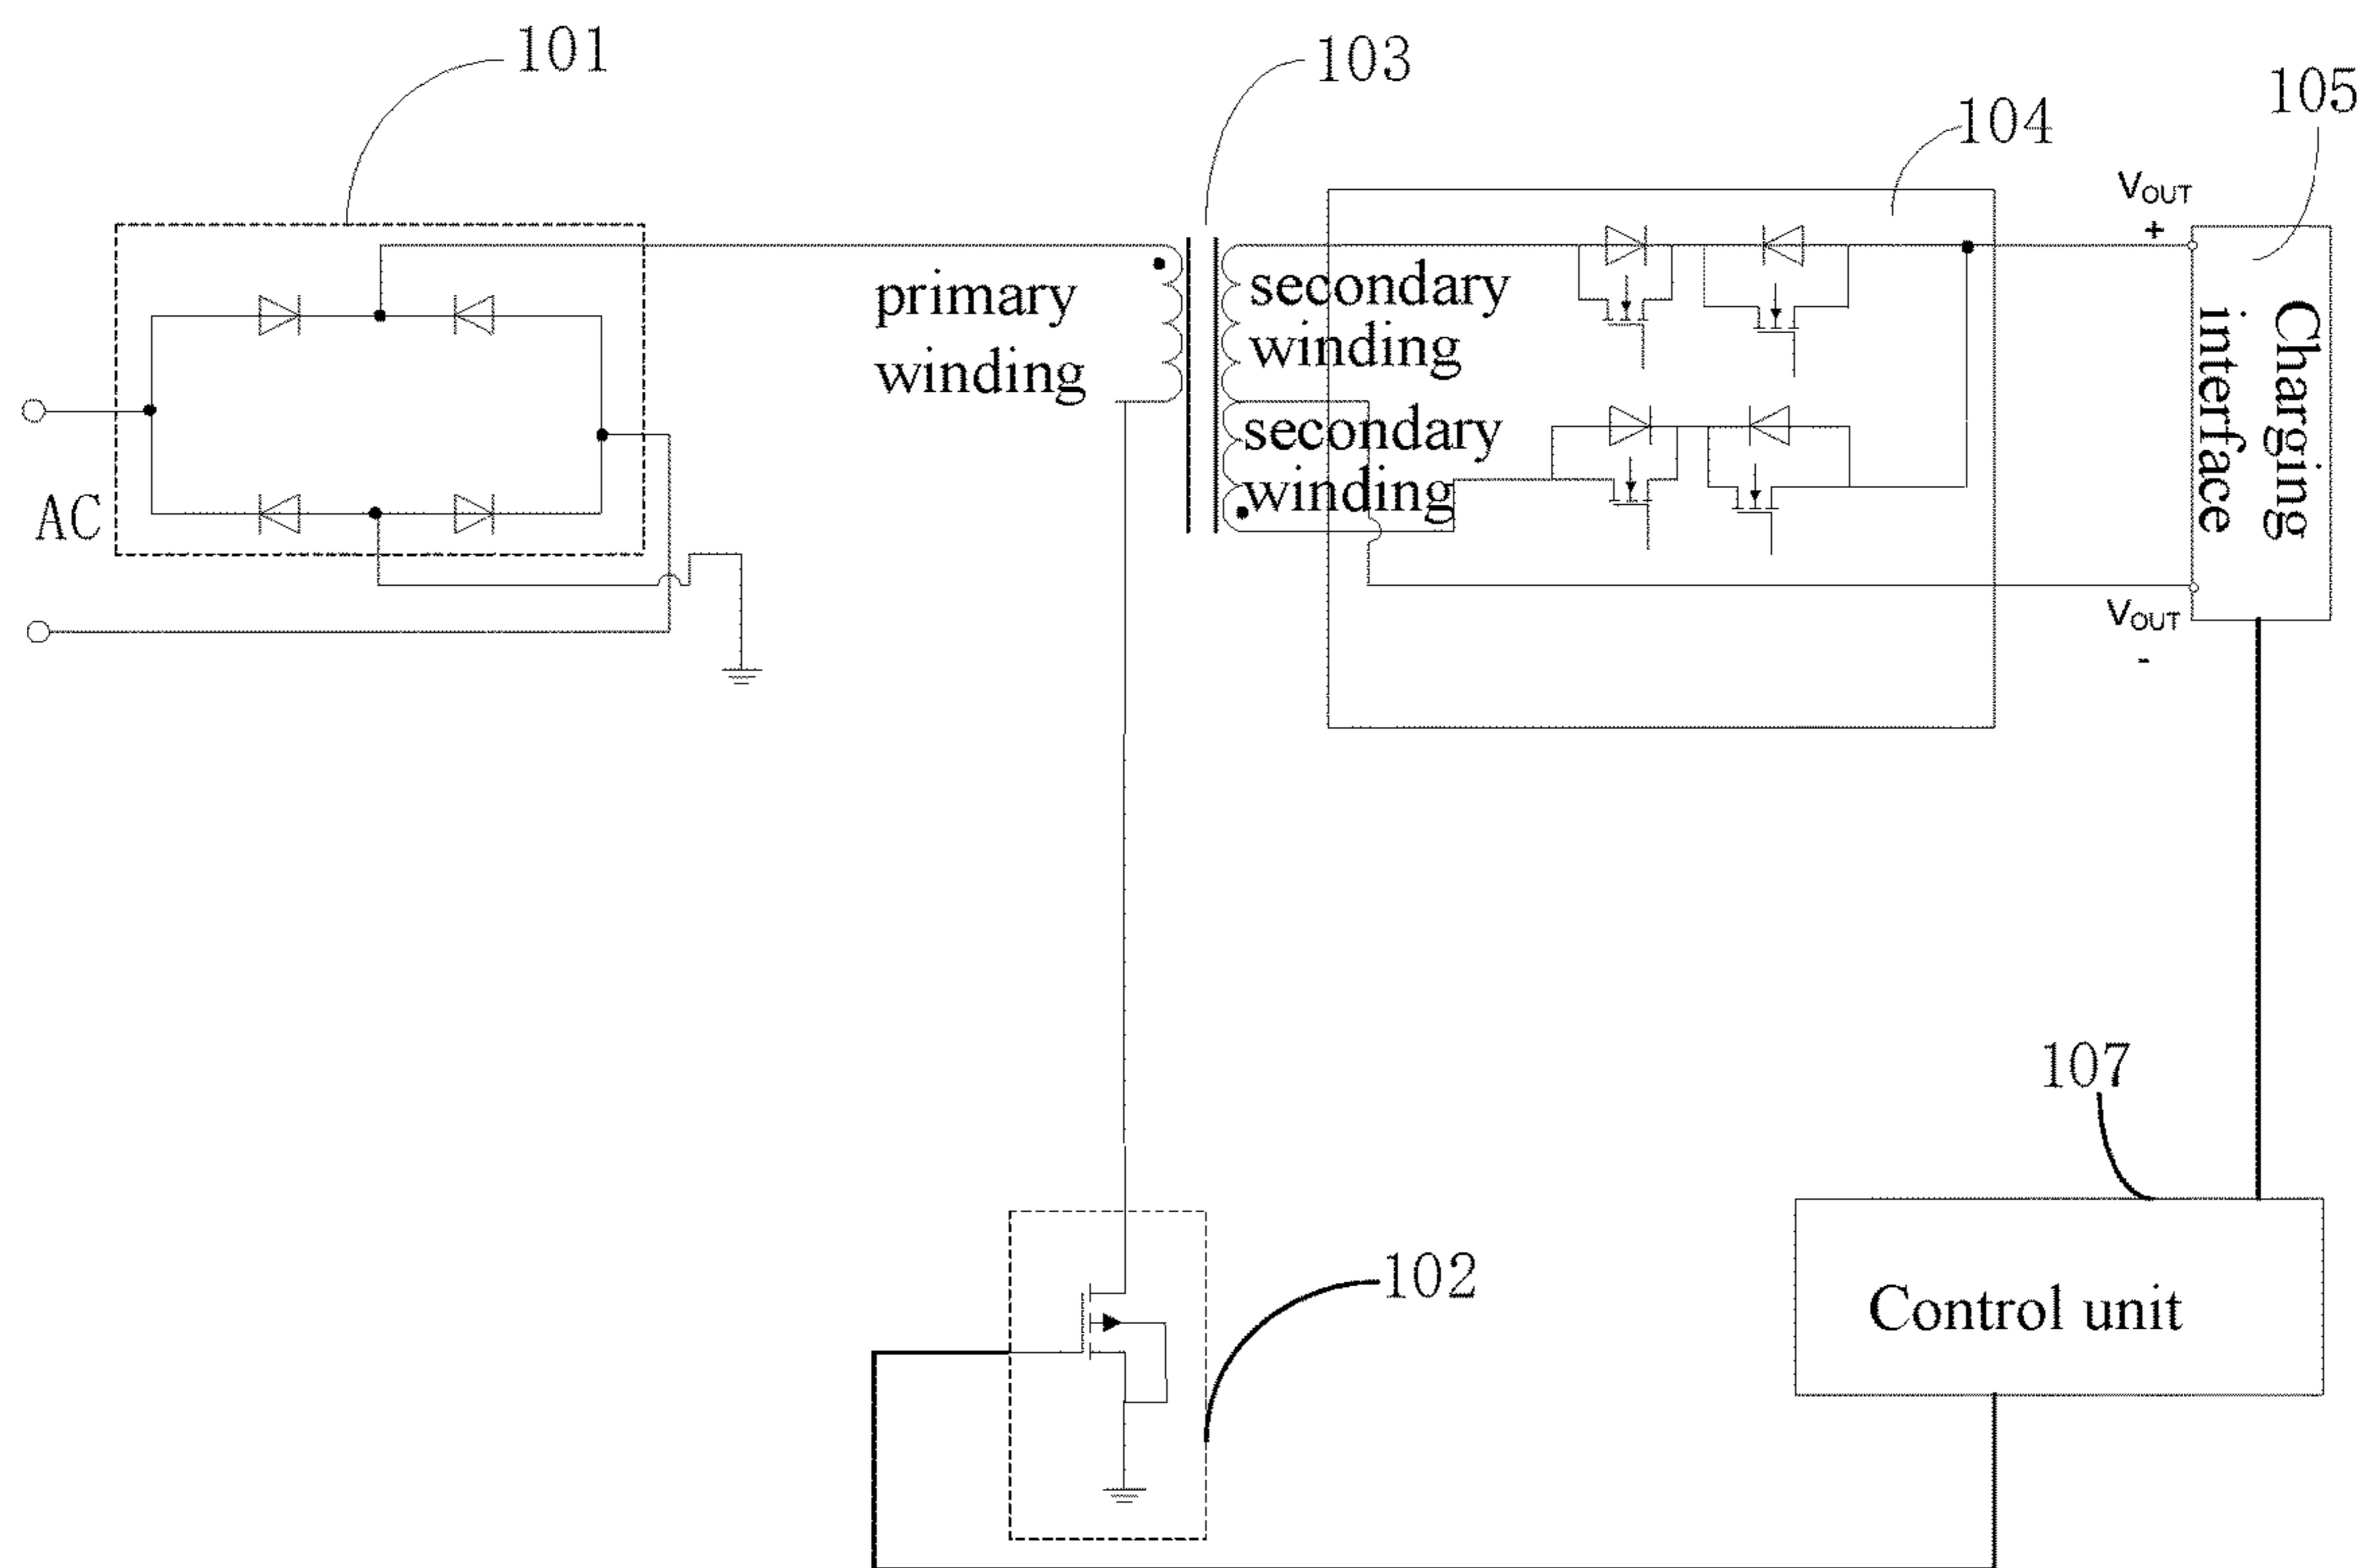 101
103
104
105
VOUT
+
primary
winding
secondary
winding
secondary
winding
Charging
interface
AC
VOUT
-
107
102
Control unit